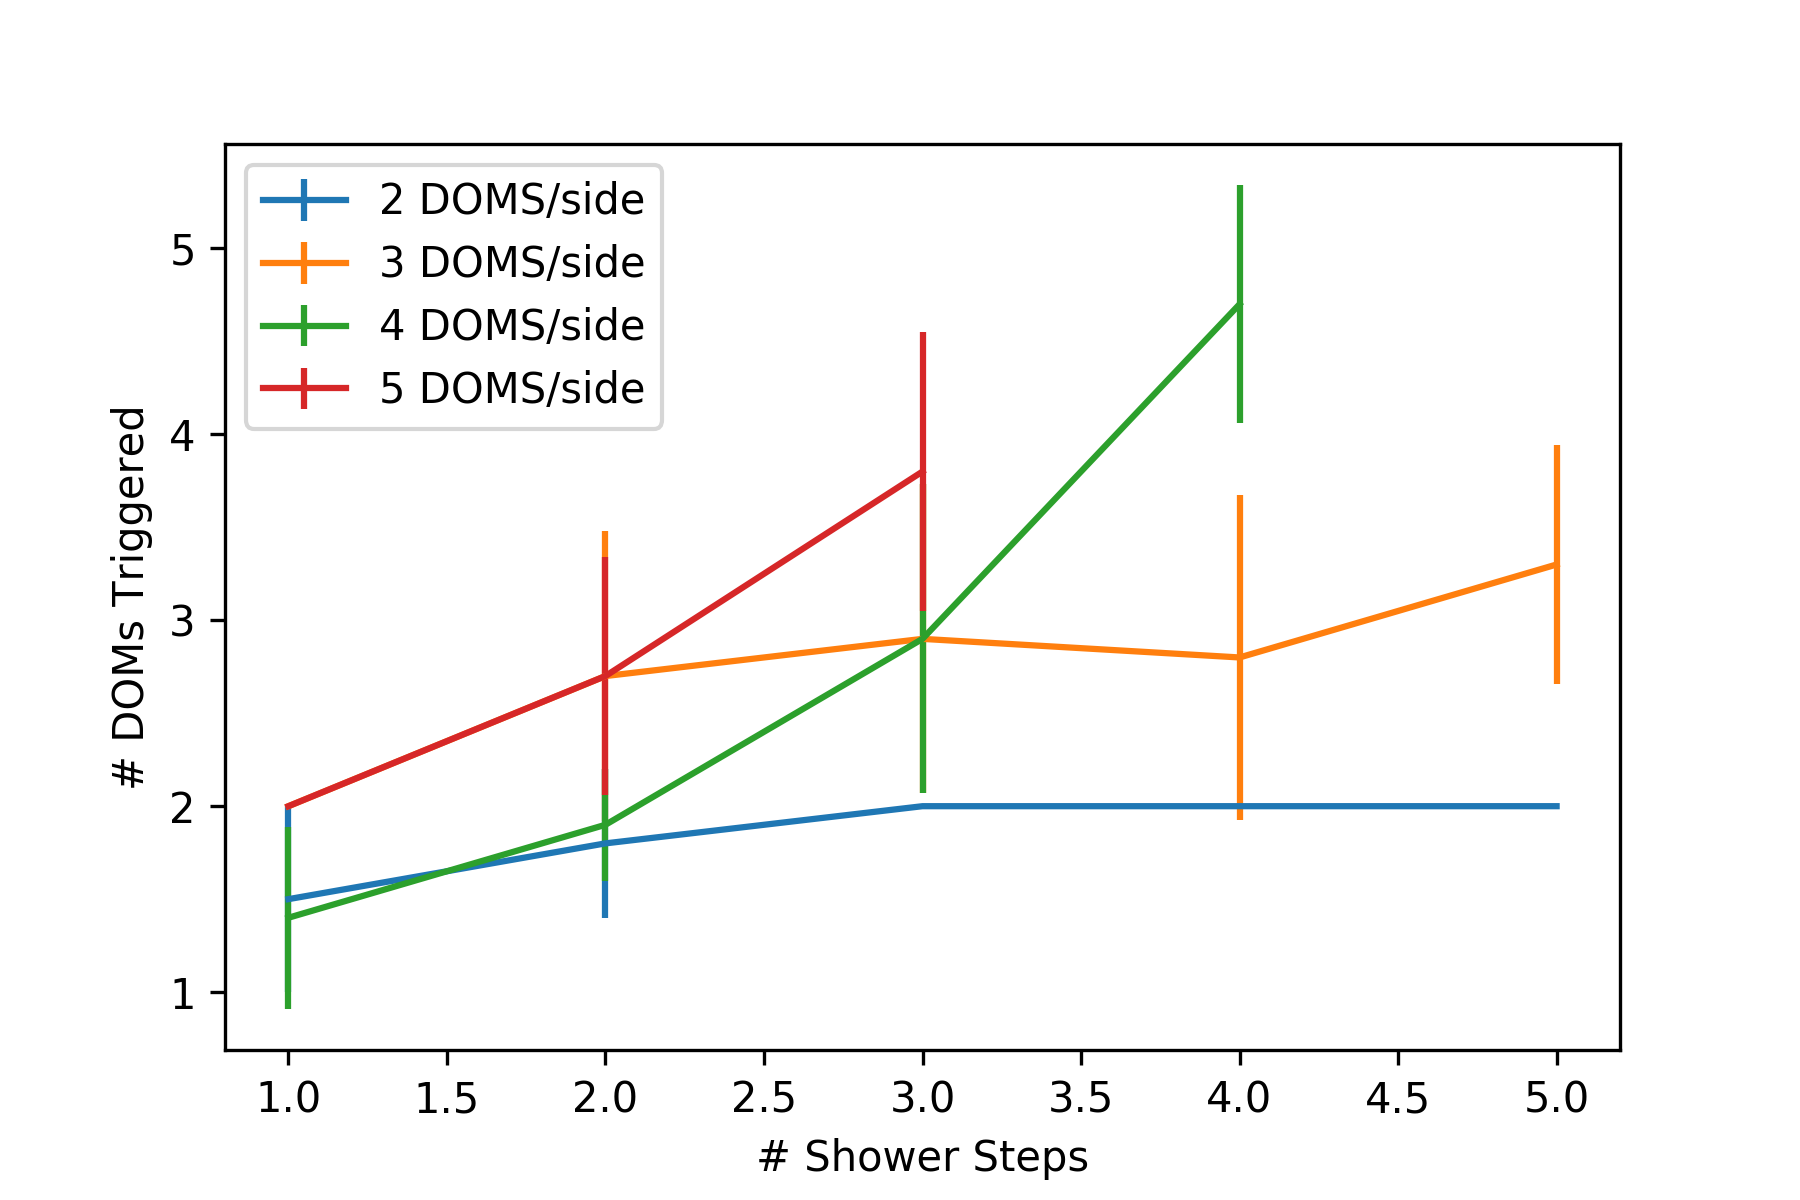 2 DOMS/side
3 DOMS/side
4 DOMS/side
5 DOMS/side
# DOMs Triggered
5
4
3
2
1
1.0 1.5 2.0 2.5 3.0 3.5 4.0 4.5 5.0
# Shower Steps